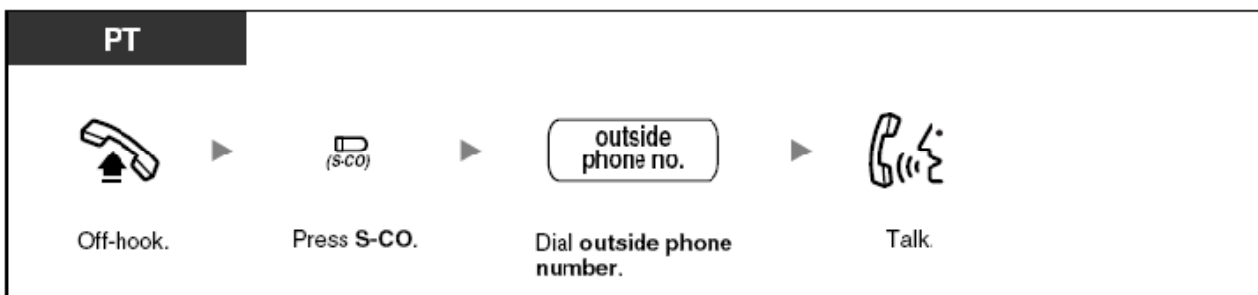 PT
(S-CO)
outside
phone no.
Off-hook.
Press S-CO.
Dial outside phone
number.
Talk.